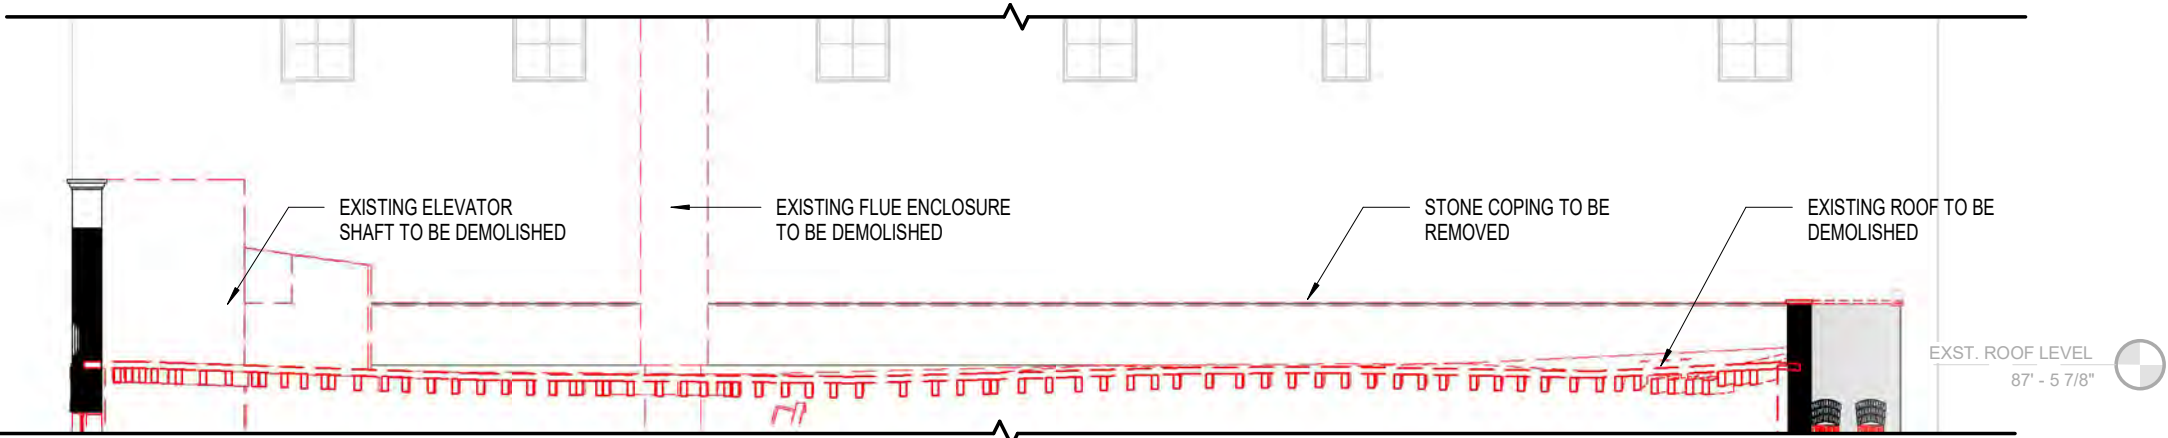 EXISTING ELEVATOR
SHAFT TO BE DEMOLISHED
EXISTING FLUE ENCLOSURE
TO BE DEMOLISHED
STONE COPING TO BE
REMOVED
EXISTING ROOF TO BE
DEMOLISHED
EXST. ROOF LEVEL
87' - 5 7/8"